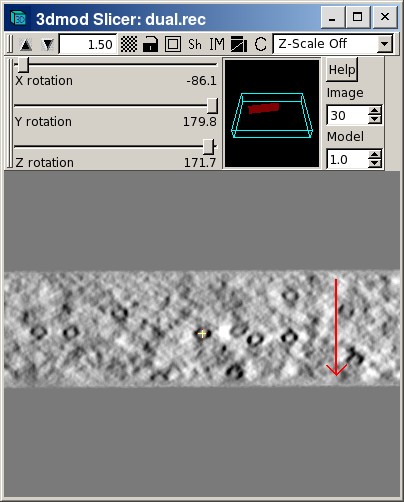 3dmod Slicer: dual.rec
1.50 Sh IM C Z-Scale Off
X rotation -86.1
Y rotation 179.8
Z rotation 171.7
Help
Image
30
Model
1.0